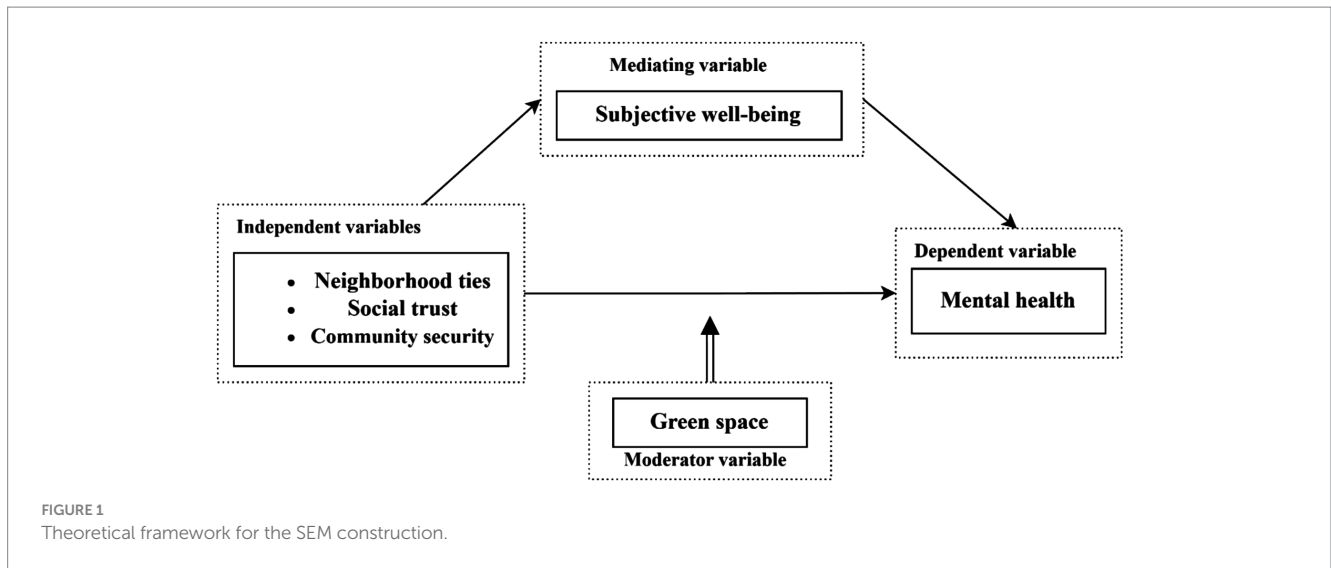 Mediating variable
Subjective well-being
Independent variables
• Neighborhood ties
• Social trust
• Community security
Dependent variable
Mental health
Green space
Moderator variable
FIGURE 1
Theoretical framework for the SEM construction.